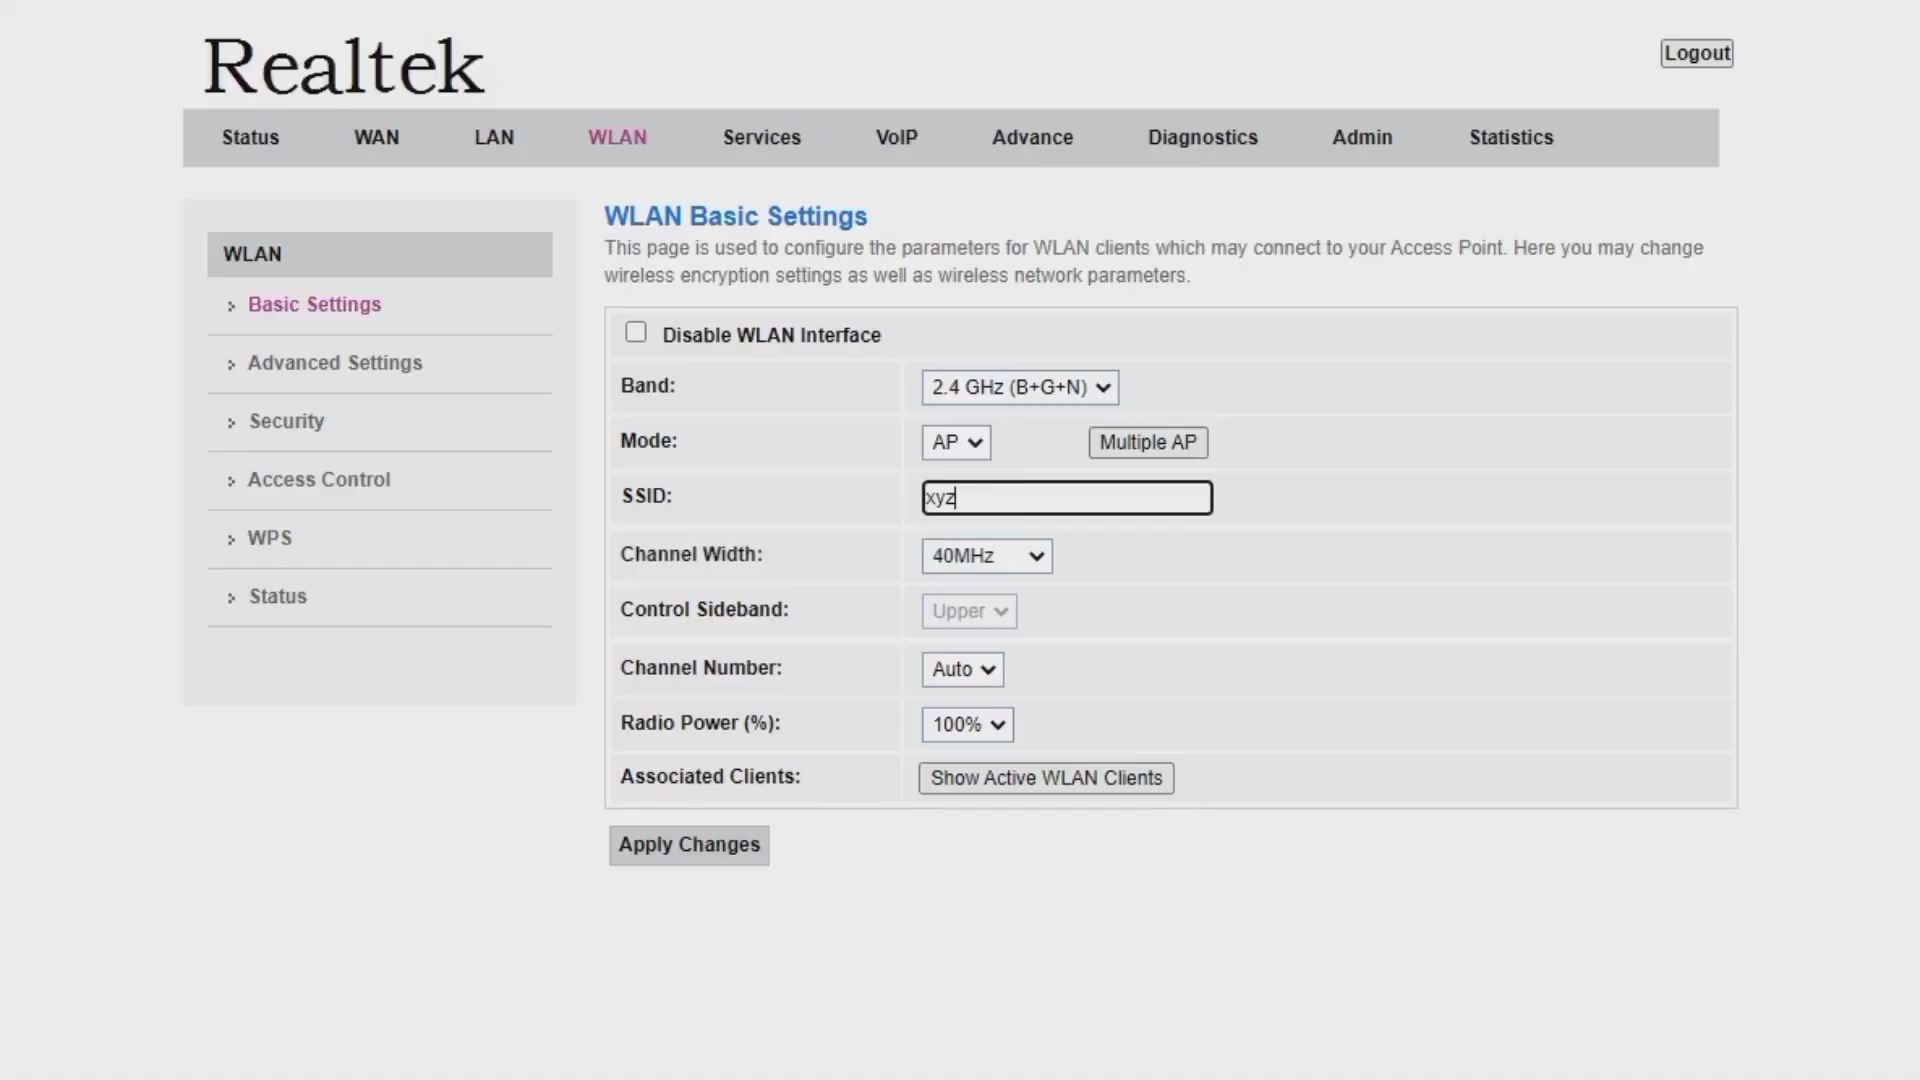 Realtek
Logout
Status WAN LAN WLAN Services VoIP Advance Diagnostics Admin Statistics
WLAN
Basic Settings
Advanced Settings
Security
Access Control
WPS
Status
WLAN Basic Settings
This page is used to configure the parameters for WLAN clients which may connect to your Access Point. Here you may change
wireless encryption settings as well as wireless network parameters.
Disable WLAN Interface
Band: 2.4 GHz (B+G+N)
Mode: AP Multiple AP
SSID: xyz
Channel Width: 40MHz
Control Sideband: Upper
Channel Number: Auto
Radio Power (%): 100%
Associated Clients: Show Active WLAN Clients
Apply Changes